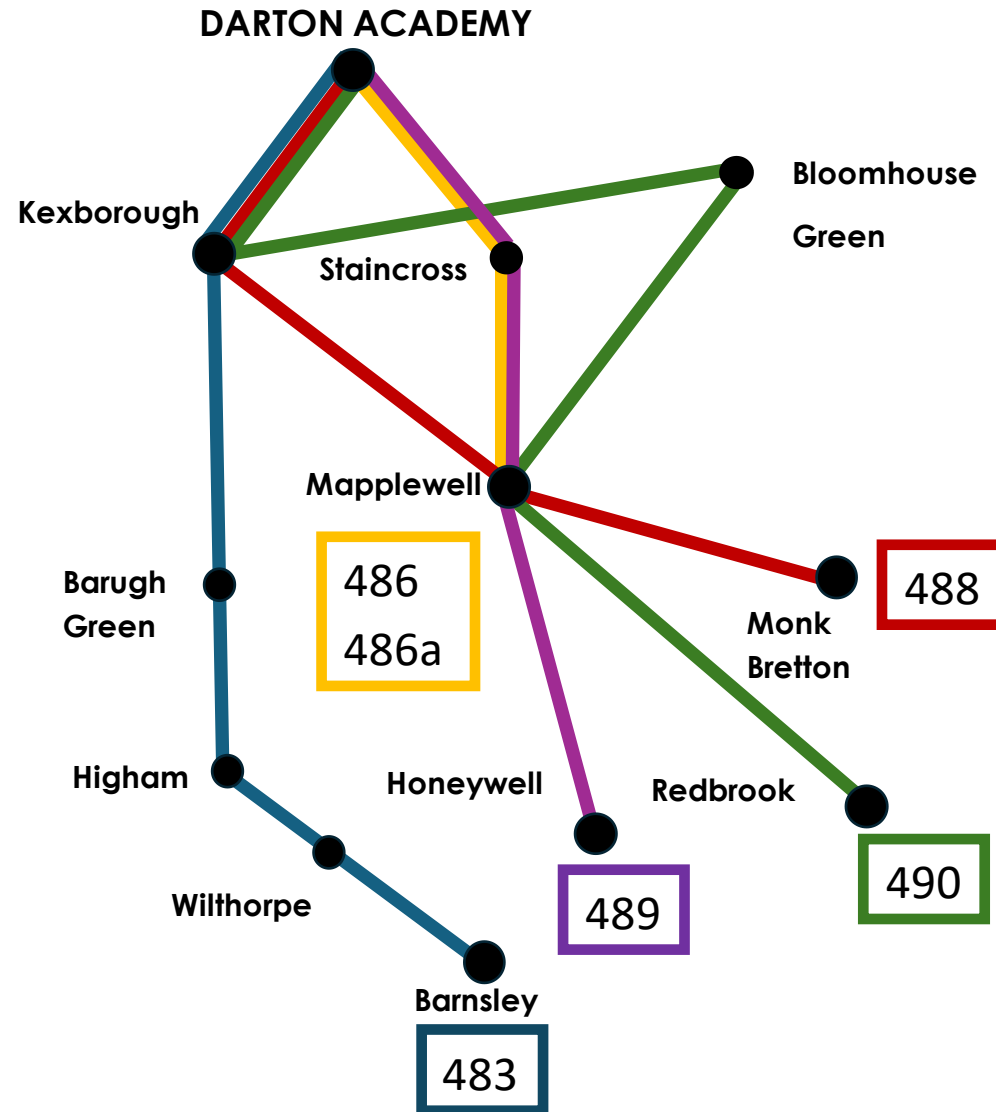 DARTON ACADEMY
Bloomhouse
Green
Kexborough
Staincross
Mapplewell
486
486a
Barugh
Green
488
Monk
Bretton
Higham
Honeywell
Redbrook
490
Wilthorpe
489
Barnsley
483